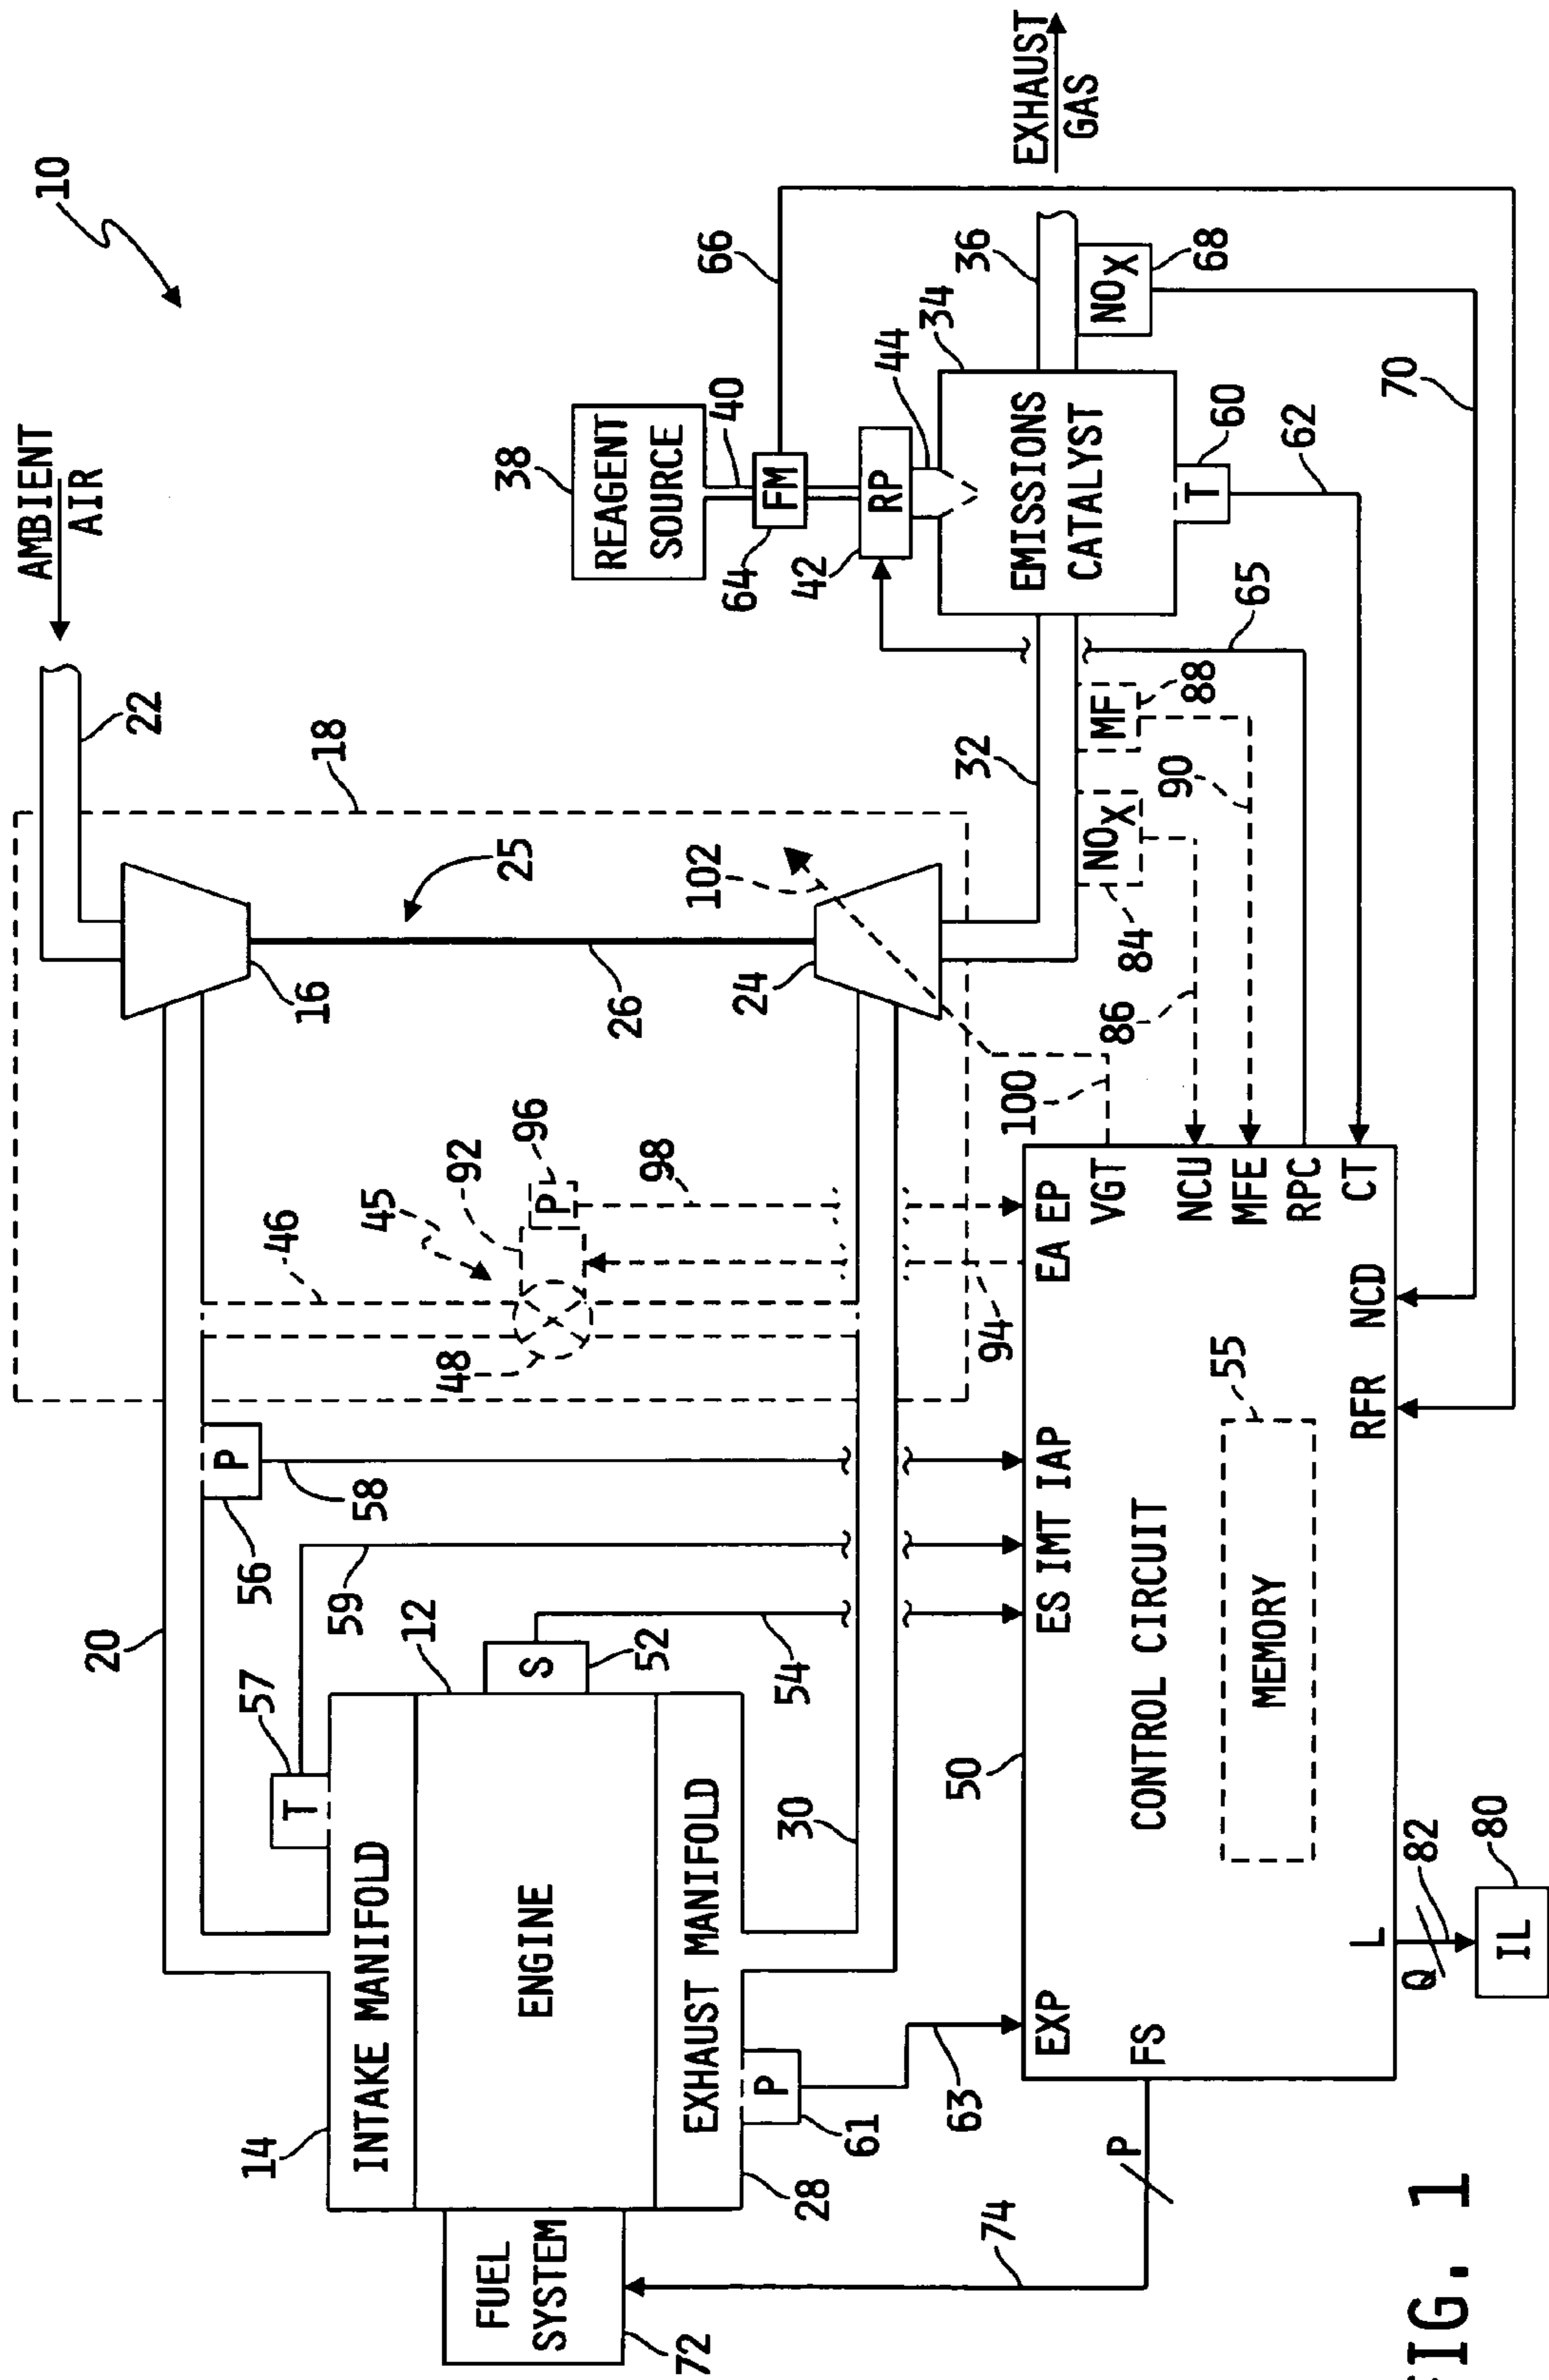 10
AMBIENT
AIR
22
18
25
16
26
20
46
45
92
P
96
48
98
102
24
100
32
30
EXHAUST
GAS
38
REAGENT
SOURCE
40
FM
64
66
42
RP
44
34
EMISSIONS
CATALYST
36
NOX
68
T
60
62
65
70
MF
88
90
NOX
84
86
94
57
T
59
P
56
58
12
S
52
54
14
INTAKE MANIFOLD
ENGINE
EXHAUST MANIFOLD
28
P
61
63
FUEL
SYSTEM
72
74
P
50
EXP
FS
ES
IMT
IAP
EA
EP
VGT
NCU
MFE
RPC
CT
NCD
RFR
CONTROL CIRCUIT
MEMORY
55
L
Q
82
IL
80
FIG. 1